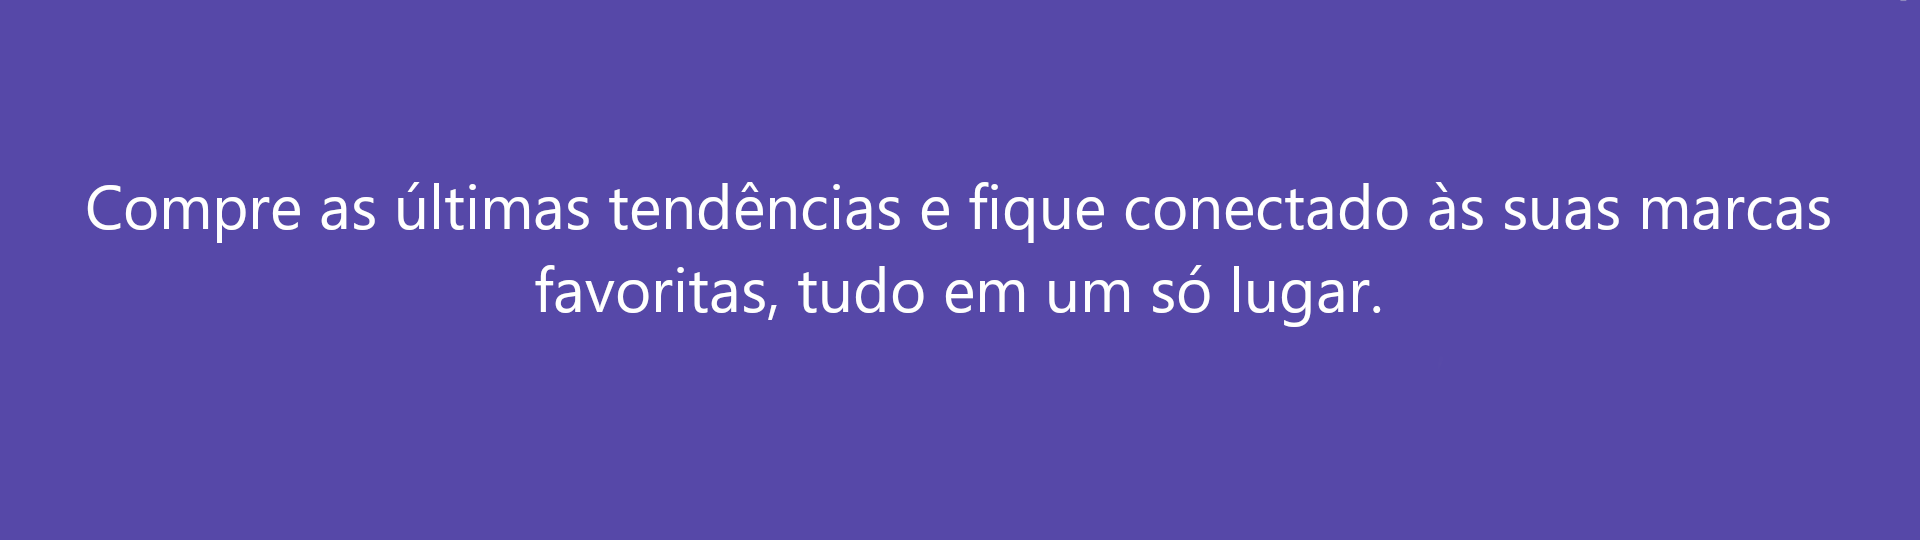 Compre as últimas tendências e fique conectado às suas marcas
favoritas, tudo em um só lugar.